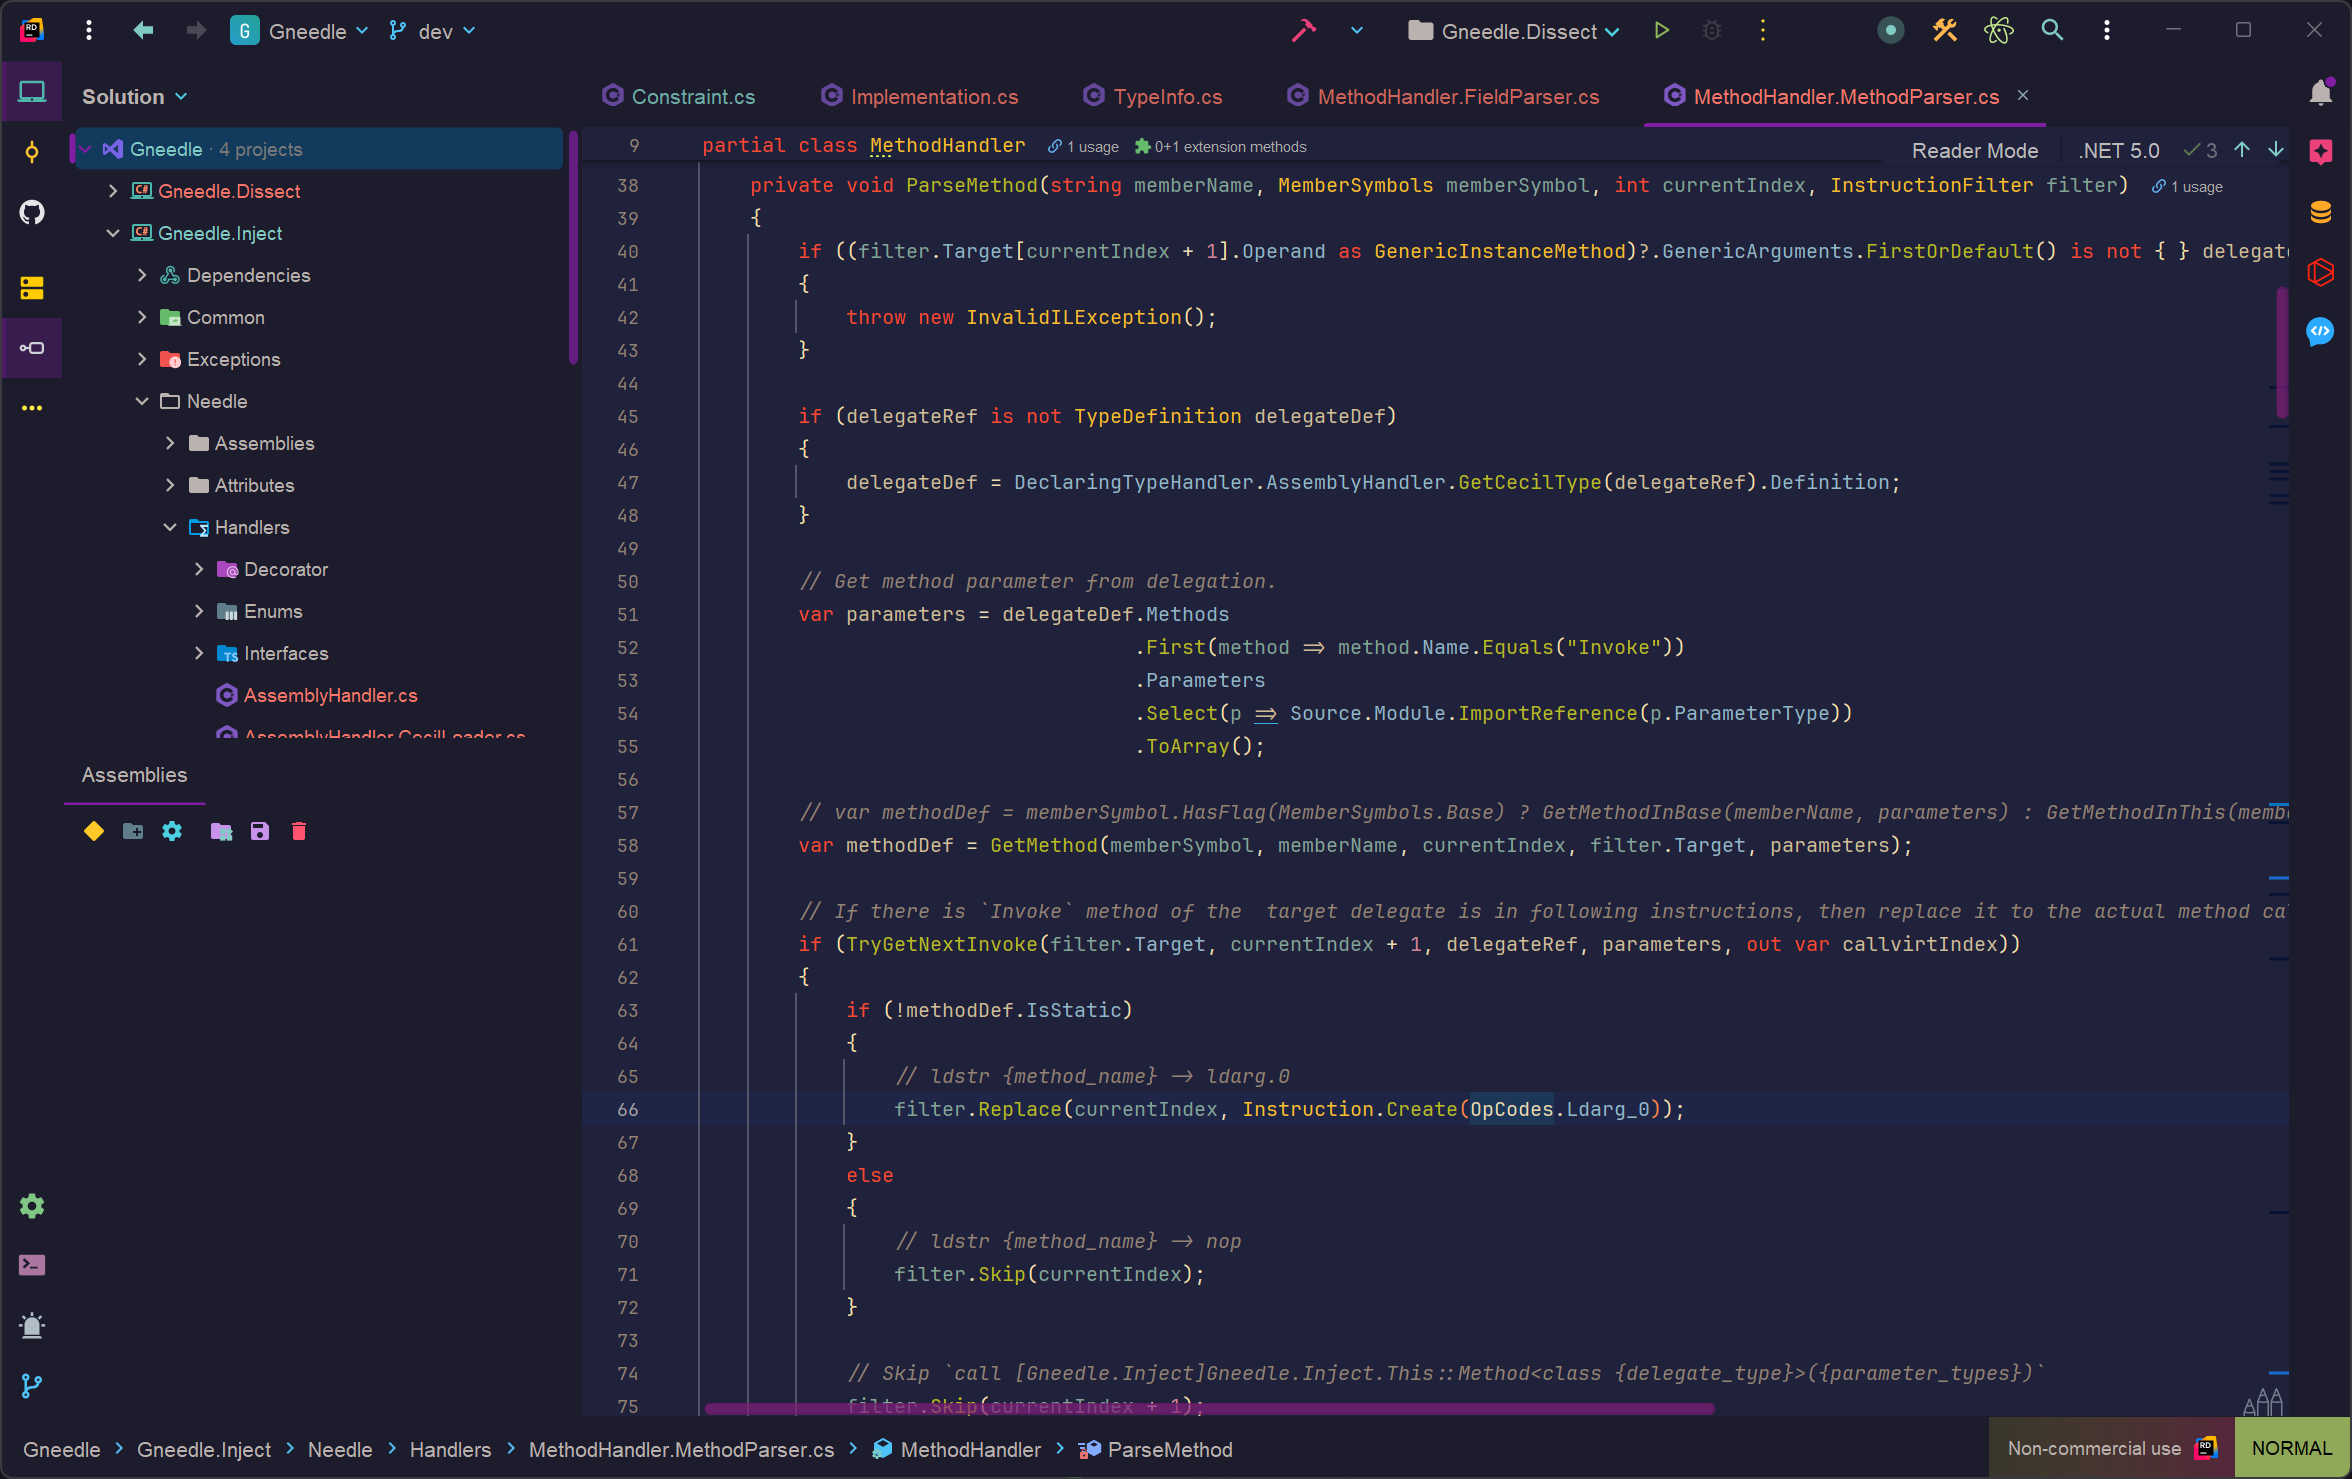 G Gneedle dev Gneedle.Dissect
Solution
Constraint.cs Implementation.cs TypeInfo.cs MethodHandler.FieldParser.cs MethodHandler.MethodParser.cs
Gneedle · 4 projects
Gneedle.Dissect
Gneedle.Inject
Dependencies
Common
Exceptions
Needle
Assemblies
Attributes
Handlers
Decorator
Enums
Interfaces
AssemblyHandler.cs
AssemblyHandler.CecilLoader.cs
Assemblies
9 partial class MethodHandler 1 usage 0+1 extension methods
Reader Mode .NET 5.0 3
38 private void ParseMethod(string memberName, MemberSymbols memberSymbol, int currentIndex, InstructionFilter filter) 1 usage
39 {
40 if ((filter.Target[currentIndex + 1].Operand as GenericInstanceMethod)?.GenericArguments.FirstOrDefault() is not { } delegat
41 {
42 throw new InvalidILException();
43 }
44
45 if (delegateRef is not TypeDefinition delegateDef)
46 {
47 delegateDef = DeclaringTypeHandler.AssemblyHandler.GetCecilType(delegateRef).Definition;
48 }
49
50 // Get method parameter from delegation.
51 var parameters = delegateDef.Methods
52 .First(method => method.Name.Equals("Invoke"))
53 .Parameters
54 .Select(p => Source.Module.ImportReference(p.ParameterType))
55 .ToArray();
56
57 // var methodDef = memberSymbol.HasFlag(MemberSymbols.Base) ? GetMethodInBase(memberName, parameters) : GetMethodInThis(memb
58 var methodDef = GetMethod(memberSymbol, memberName, currentIndex, filter.Target, parameters);
59
60 // If there is `Invoke` method of the  target delegate is in following instructions, then replace it to the actual method ca
61 if (TryGetNextInvoke(filter.Target, currentIndex + 1, delegateRef, parameters, out var callvirtIndex))
62 {
63 if (!methodDef.IsStatic)
64 {
65 // ldstr {method_name} -> ldarg.0
66 filter.Replace(currentIndex, Instruction.Create(OpCodes.Ldarg_0));
67 }
68 else
69 {
70 // ldstr {method_name} -> nop
71 filter.Skip(currentIndex);
72 }
73
74 // Skip `call [Gneedle.Inject]Gneedle.Inject.This::Method<class {delegate_type}>({parameter_types})`
75 filter.Skip(currentIndex + 1);
Gneedle > Gneedle.Inject > Needle > Handlers > MethodHandler.MethodParser.cs > MethodHandler > ParseMethod
Non-commercial use NORMAL